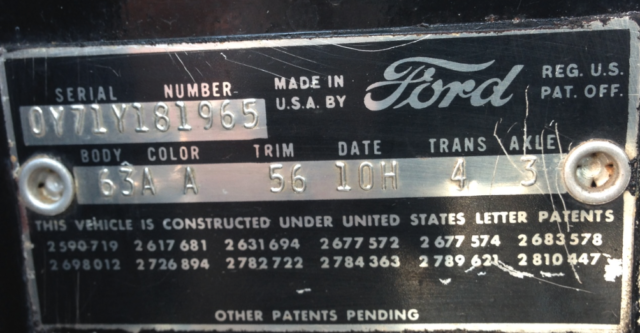 SERIAL NUMBER MADE IN U.S.A. BY Ford REG. U.S. PAT. OFF.
0Y71Y181965
BODY COLOR TRIM DATE TRANS AXLE
63A A 56 10H 4 3
THIS VEHICLE IS CONSTRUCTED UNDER UNITED STATES LETTER PATENTS
2590719 2617681 2631694 2677572 2677574 2683578
2698012 2726894 2782722 2784363 2789621 2810447
OTHER PATENTS PENDING